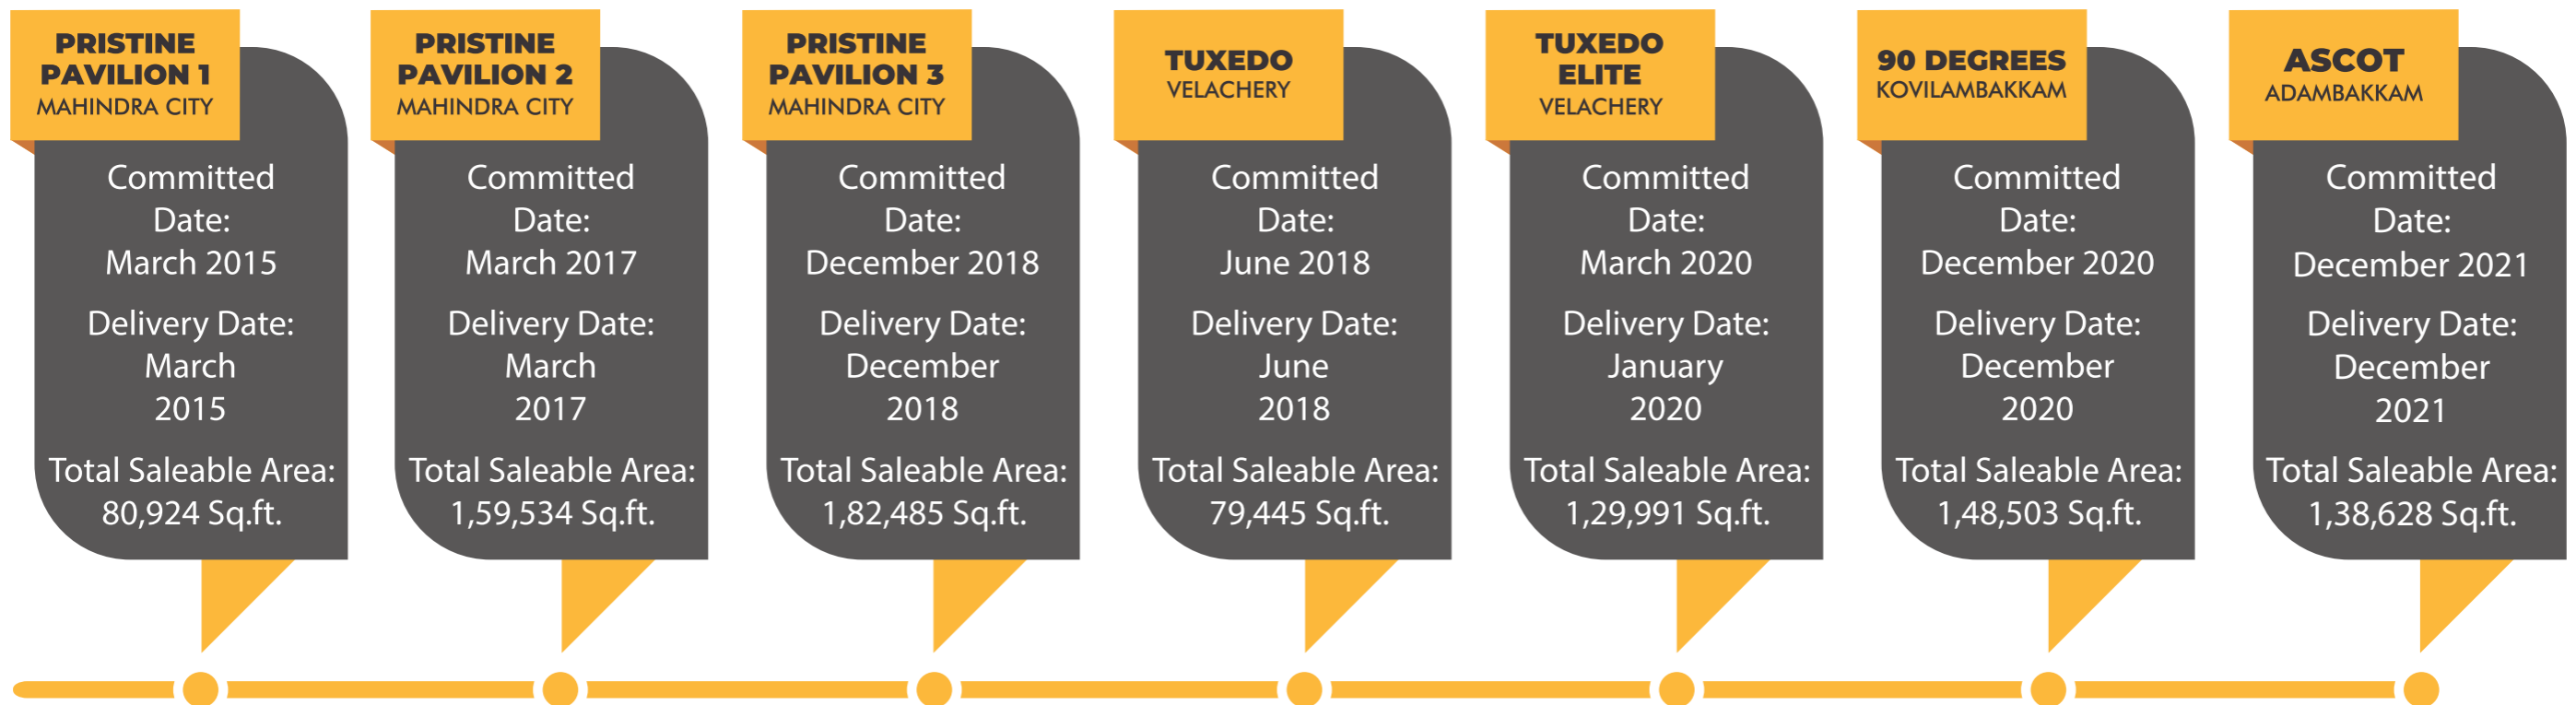 PRISTINE
PAVILION 1
MAHINDRA CITY
Committed
Date:
March 2015
Delivery Date:
March
2015
Total Saleable Area:
80,924 Sq.ft.
PRISTINE
PAVILION 2
MAHINDRA CITY
Committed
Date:
March 2017
Delivery Date:
March
2017
Total Saleable Area:
1,59,534 Sq.ft.
PRISTINE
PAVILION 3
MAHINDRA CITY
Committed
Date:
December 2018
Delivery Date:
December
2018
Total Saleable Area:
1,82,485 Sq.ft.
TUXEDO
VELACHERY
Committed
Date:
June 2018
Delivery Date:
June
2018
Total Saleable Area:
79,445 Sq.ft.
TUXEDO
ELITE
VELACHERY
Committed
Date:
March 2020
Delivery Date:
January
2020
Total Saleable Area:
1,29,991 Sq.ft.
90 DEGREES
KOVILAMBAKKAM
Committed
Date:
December 2020
Delivery Date:
December
2020
Total Saleable Area:
1,48,503 Sq.ft.
ASCOT
ADAMBAKKAM
Committed
Date:
December 2021
Delivery Date:
December
2021
Total Saleable Area:
1,38,628 Sq.ft.